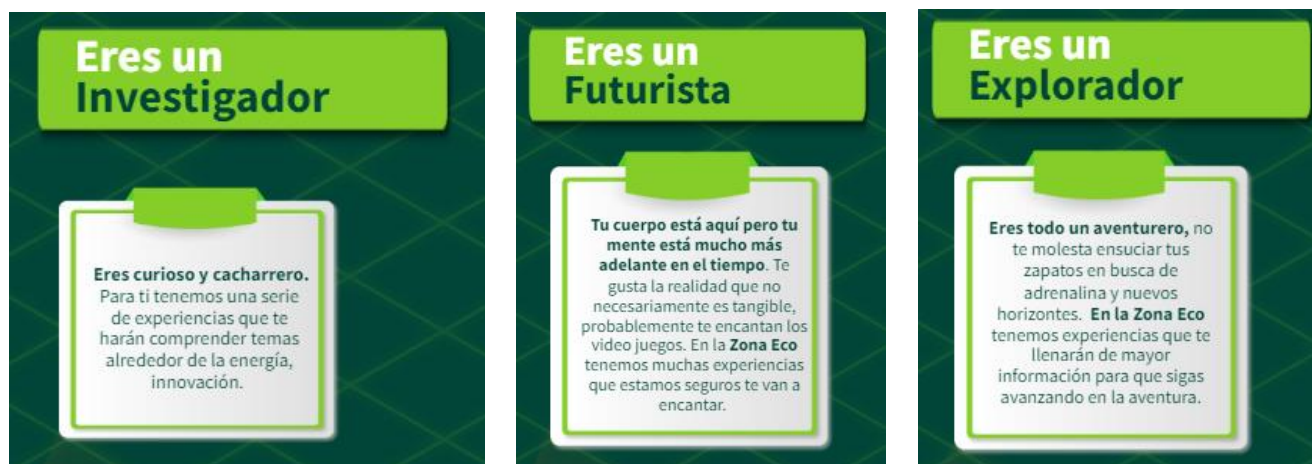 Eres un
Investigador
Eres curioso y cacharrero.
Para ti tenemos una serie
de experiencias que te
harán comprender temas
alrededor de la energía,
innovación.
Eres un
Futurista
Tu cuerpo está aquí pero tu
mente está mucho más
adelante en el tiempo. Te
gusta la realidad que no
necesariamente es tangible,
probablemente te encantan los
video juegos. En la Zona Eco
tenemos muchas experiencias
que estamos seguros te van a
encantar.
Eres un
Explorador
Eres todo un aventurero, no
te molesta ensuciar tus
zapatos en busca de
adrenalina y nuevos
horizontes. En la Zona Eco
tenemos experiencias que te
llenarán de mayor
información para que sigas
avanzando en la aventura.